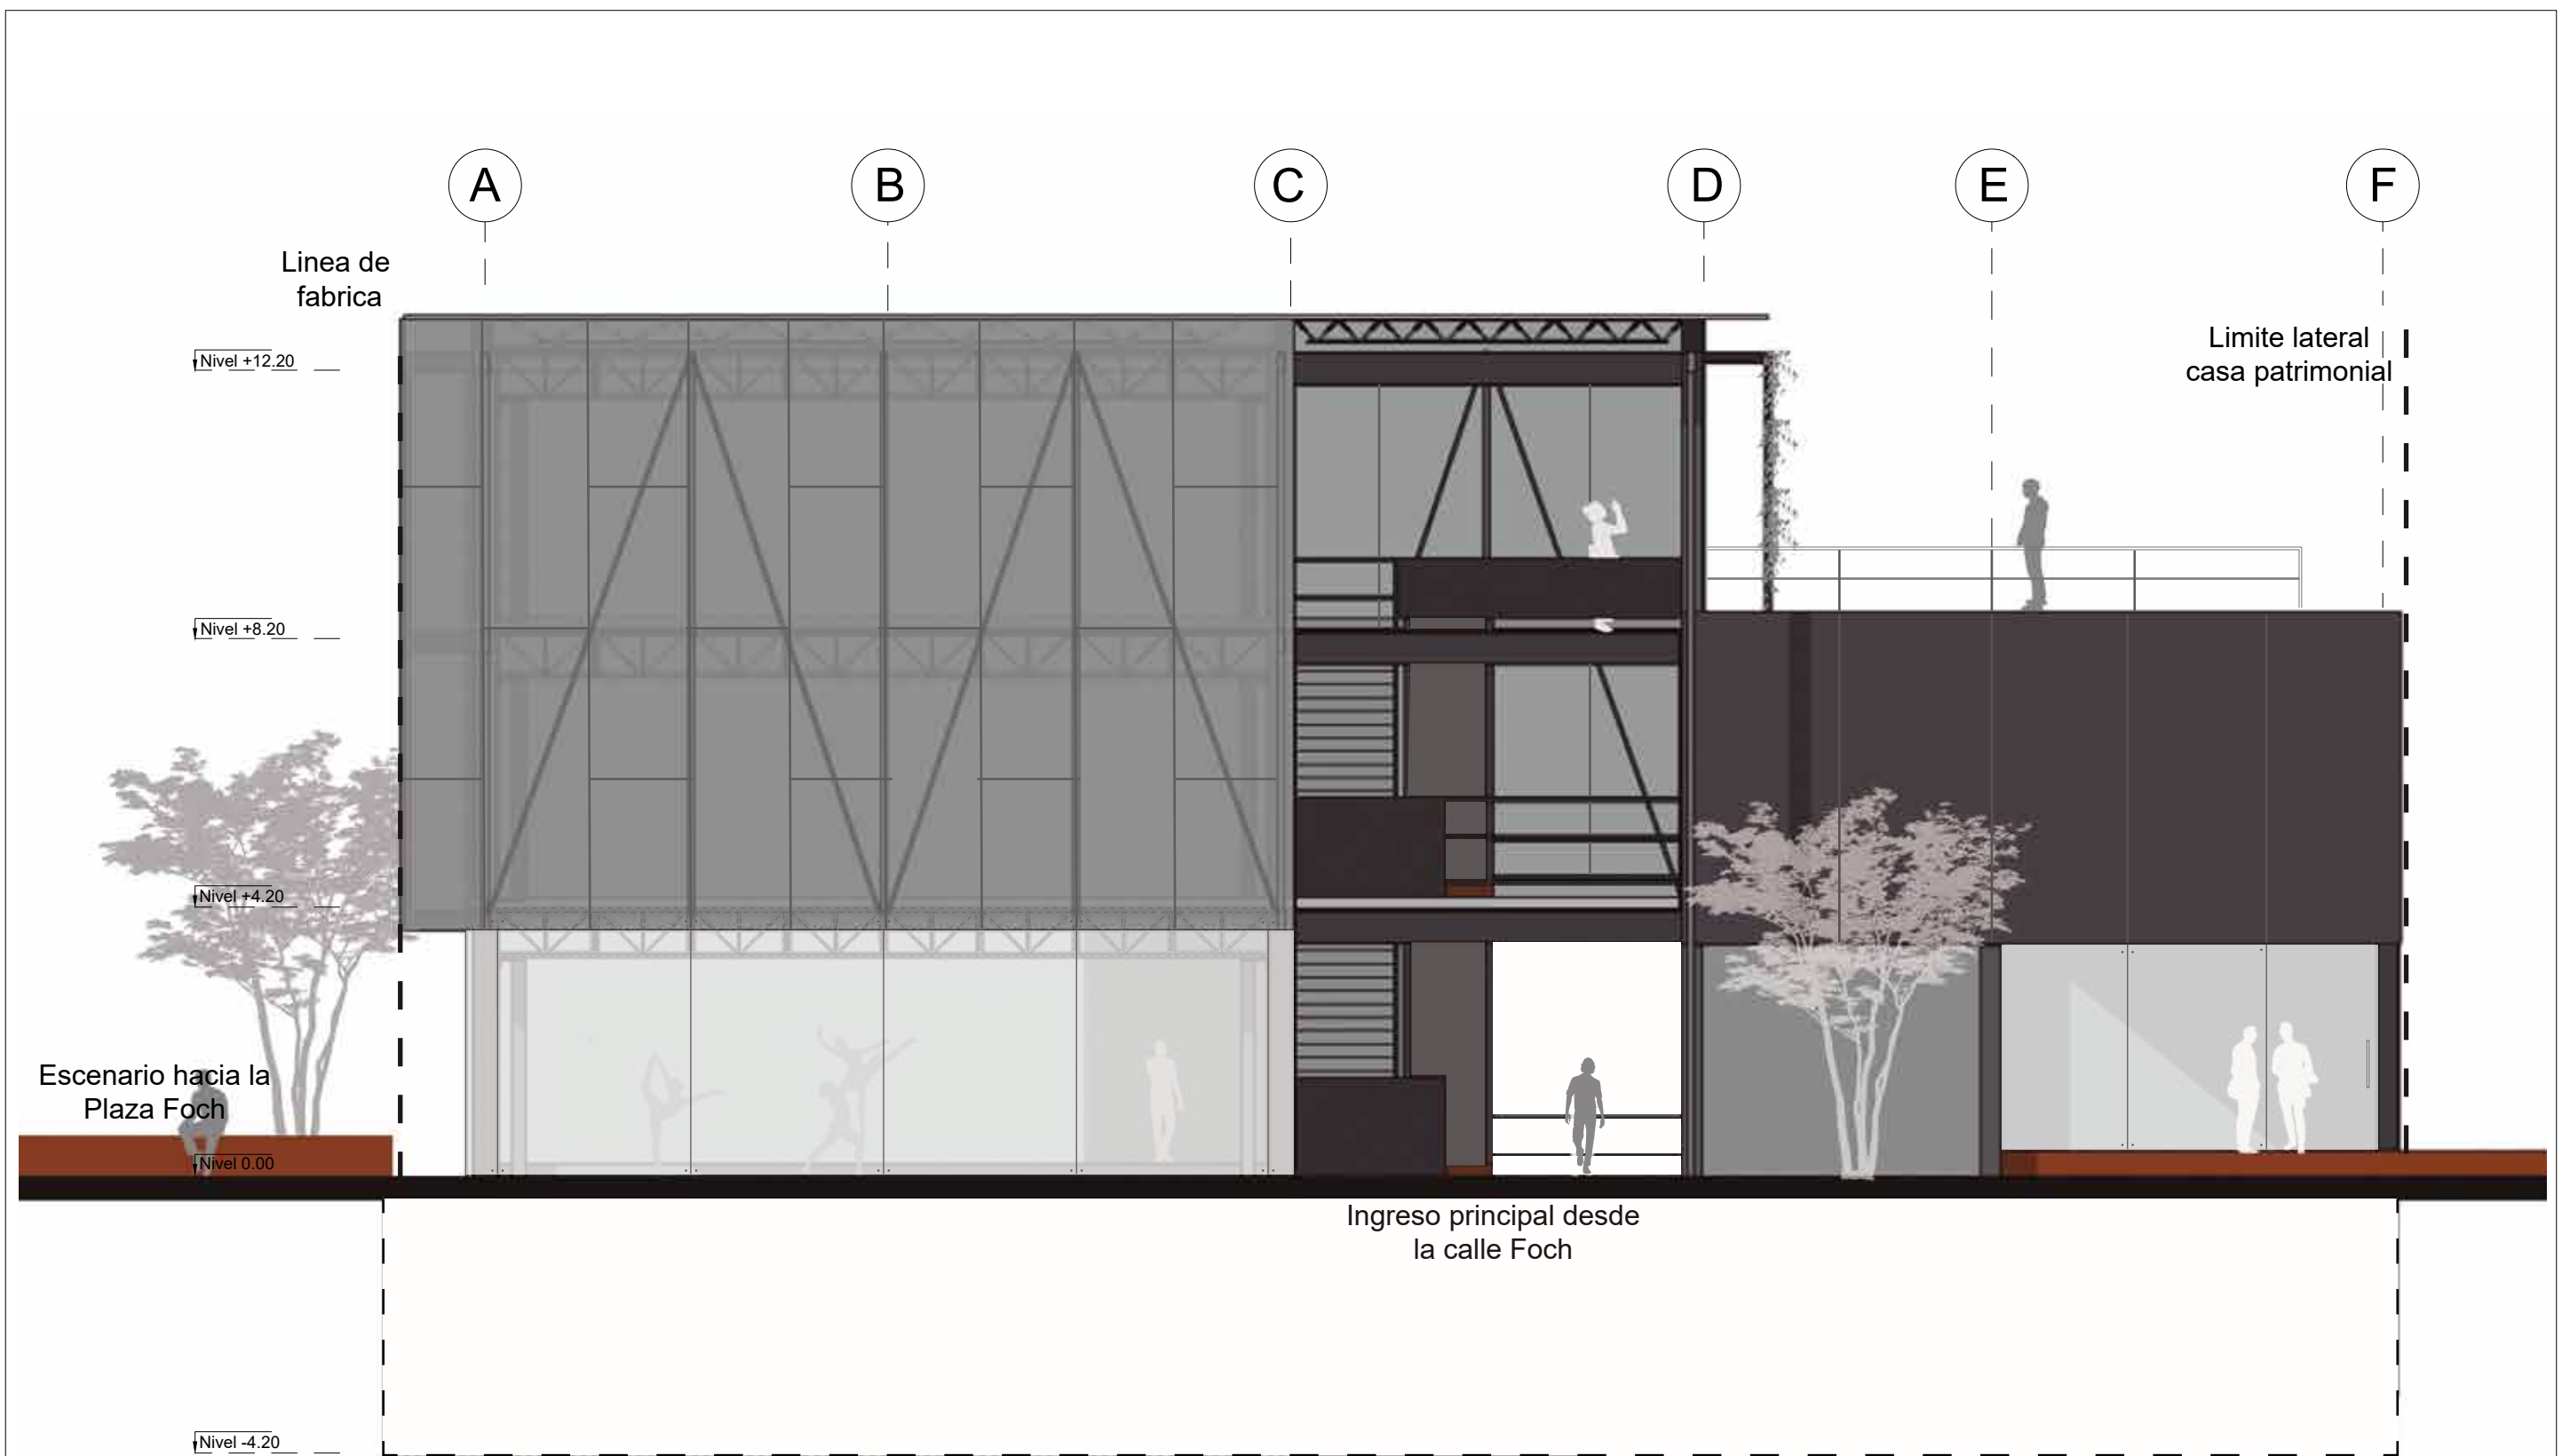 A
B
C
D
E
F
Linea de
fabrica
Limite lateral
casa patrimonial
Nivel +12.20
Nivel +8.20
Nivel +4.20
Escenario hacia la
Plaza Foch
Nivel 0.00
Ingreso principal desde
la calle Foch
Nivel -4.20